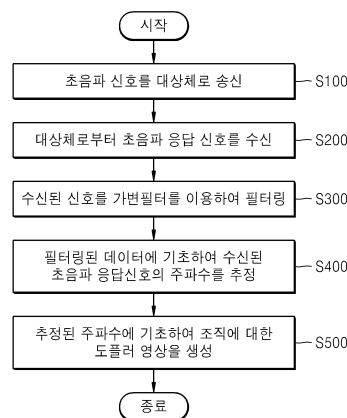 시작
초음파 신호를 대상체로 송신 S100
대상체로부터 초음파 응답 신호를 수신 S200
수신된 신호를 가변필터를 이용하여 필터링 S300
필터링된 데이터에 기초하여 수신된
초음파 응답신호의 주파수를 추정 S400
추정된 주파수에 기초하여 조직에 대한
도플러 영상을 생성 S500
종료